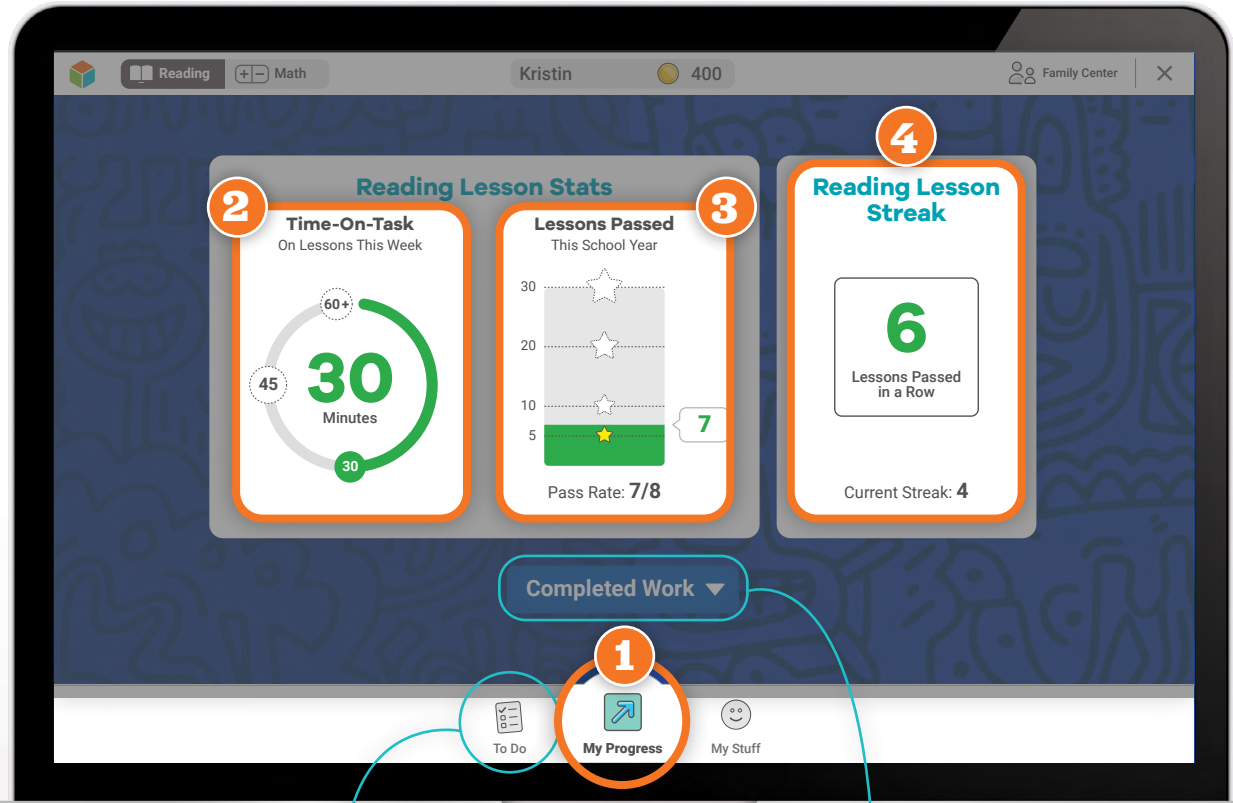 Reading
+ − Math
Kristin
400
Family Center
4
Reading Lesson Stats
2
Time-On-Task
On Lessons This Week
60+
45
30
Minutes
30
3
Lessons Passed
This School Year
30
20
10
5
7
Pass Rate: 7/8
Reading Lesson
Streak
6
Lessons Passed
in a Row
Current Streak: 4
Completed Work
1
To Do
My Progress
My Stuff